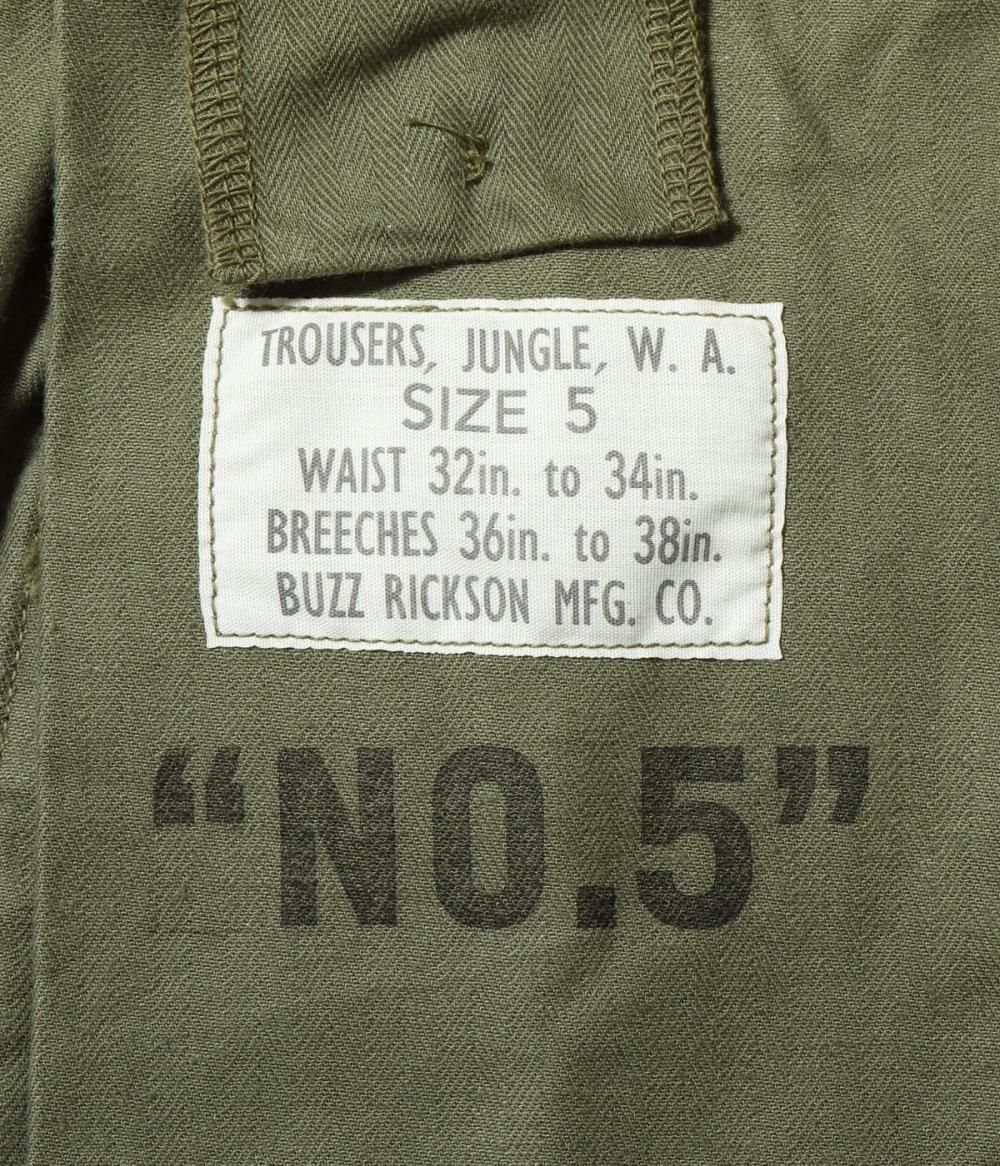 TROUSERS, JUNGLE, W. A.
SIZE 5
WAIST 32in. to 34in.
BREECHES 36in. to 38in.
BUZZ RICKSON MFG. CO.
“NO.5”